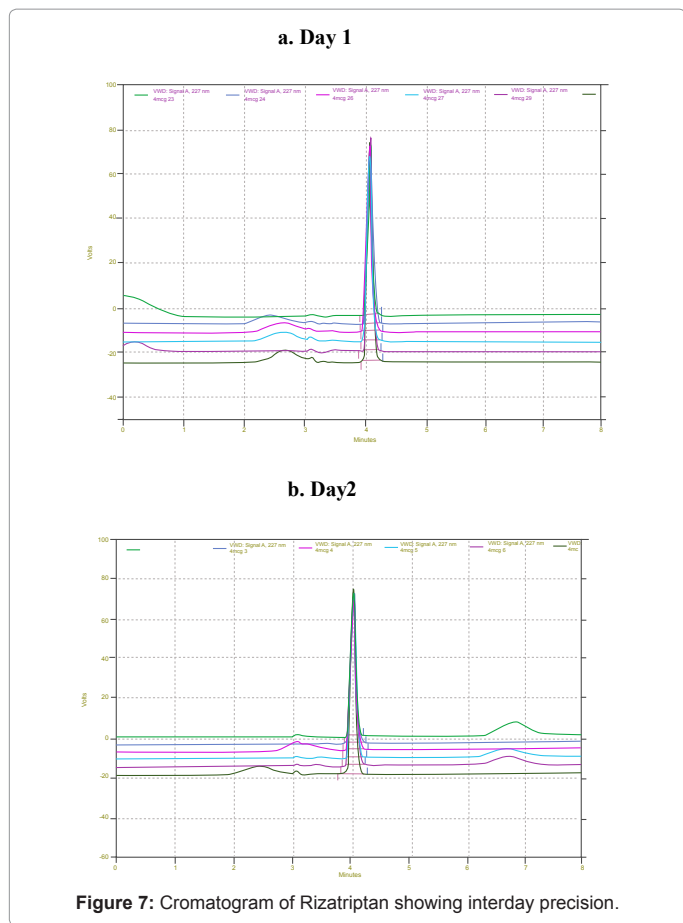 a. Day 1
100
80
60
40
20
0
-20
-40
Volts
VWD: Signal A, 227 nm
4mcg 23
VWD: Signal A, 227 nm
4mcg 24
VWD: Signal A, 227 nm
4mcg 26
VWD: Signal A, 227 nm
4mcg 27
VWD: Signal A, 227 nm
4mcg 29
0 1 2 3 4 5 6 7 8
Minutes
b. Day2
100
80
60
40
20
0
-20
-40
-60
Volts
VWD: Signal A, 227 nm
4mcg 3
VWD: Signal A, 227 nm
4mcg 4
VWD: Signal A, 227 nm
4mcg 5
VWD: Signal A, 227 nm
4mcg 6
VWD
4mc
0 1 2 3 4 5 6 7 8
Minutes
Figure 7: Cromatogram of Rizatriptan showing interday precision.